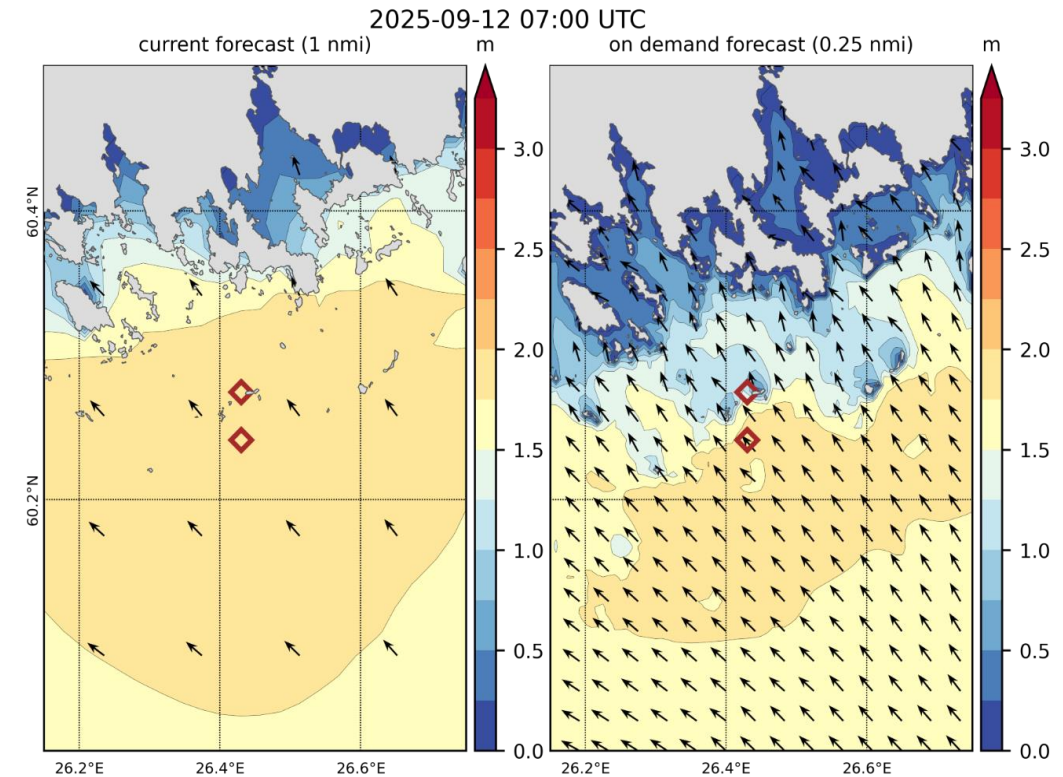 2025-09-12 07:00 UTC
current forecast (1 nmi)
m
on demand forecast (0.25 nmi)
m
60.4°N
60.2°N
3.0
2.5
2.0
1.5
1.0
0.5
0.0
3.0
2.5
2.0
1.5
1.0
0.5
0.0
26.2°E
26.4°E
26.6°E
26.2°E
26.4°E
26.6°E